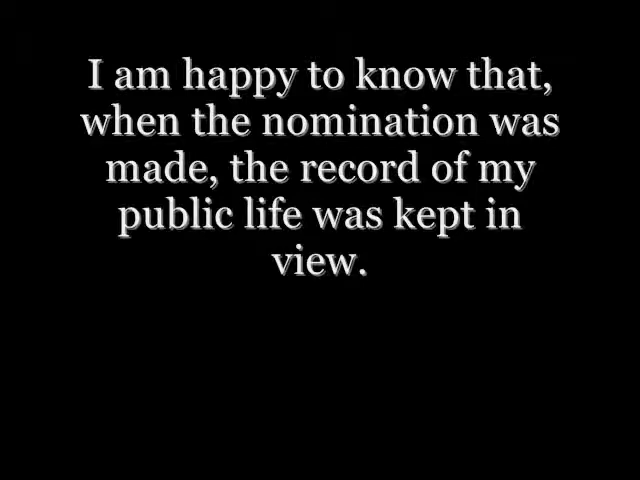 I am happy to know that,
when the nomination was
made, the record of my
public life was kept in
view.